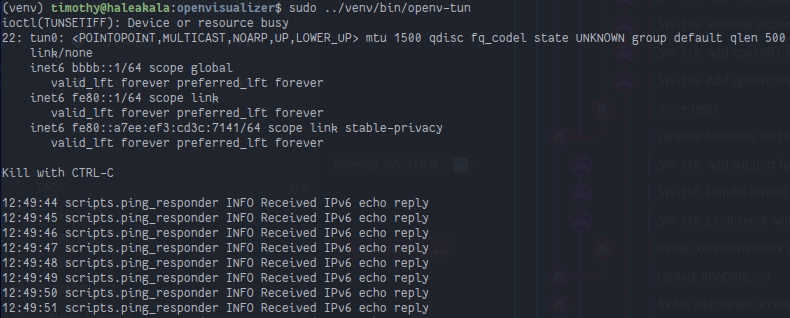 (venv) timothy@haleakala:openvisualizer$ sudo ../venv/bin/openv-tun
ioctl(TUNSETIFF): Device or resource busy
22: tun0: <POINTOPOINT,MULTICAST,NOARP,UP,LOWER_UP> mtu 1500 qdisc fq_codel state UNKNOWN group default qlen 500
    link/none
    inet6 bbbb::1/64 scope global
       valid_lft forever preferred_lft forever
    inet6 fe80::1/64 scope link
       valid_lft forever preferred_lft forever
    inet6 fe80::a7ee:ef3:cd3c:7141/64 scope link stable-privacy
       valid_lft forever preferred_lft forever
Kill with CTRL-C
12:49:44 scripts.ping_responder INFO Received IPv6 echo reply
12:49:45 scripts.ping_responder INFO Received IPv6 echo reply
12:49:46 scripts.ping_responder INFO Received IPv6 echo reply
12:49:47 scripts.ping_responder INFO Received IPv6 echo reply
12:49:48 scripts.ping_responder INFO Received IPv6 echo reply
12:49:49 scripts.ping_responder INFO Received IPv6 echo reply
12:49:50 scripts.ping_responder INFO Received IPv6 echo reply
12:49:51 scripts.ping_responder INFO Received IPv6 echo reply
more tests
update README.md